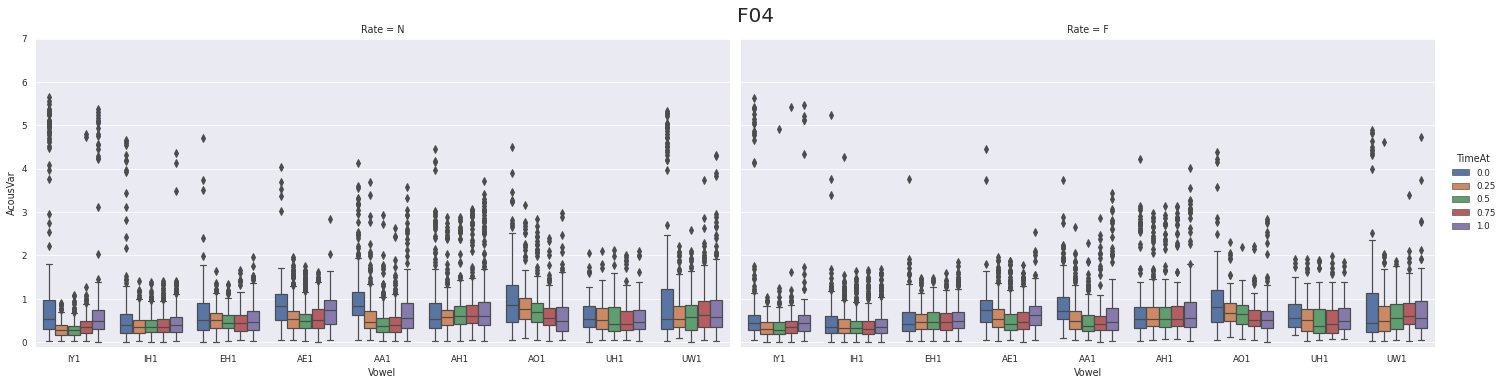 F04
Rate = N
Rate = F
7
6
5
4
3
2
1
0
AcousVar
IY1 IH1 EH1 AE1 AA1 AH1 AO1 UH1 UW1
Vowel
IY1 IH1 EH1 AE1 AA1 AH1 AO1 UH1 UW1
Vowel
TimeAt
0.0
0.25
0.5
0.75
1.0